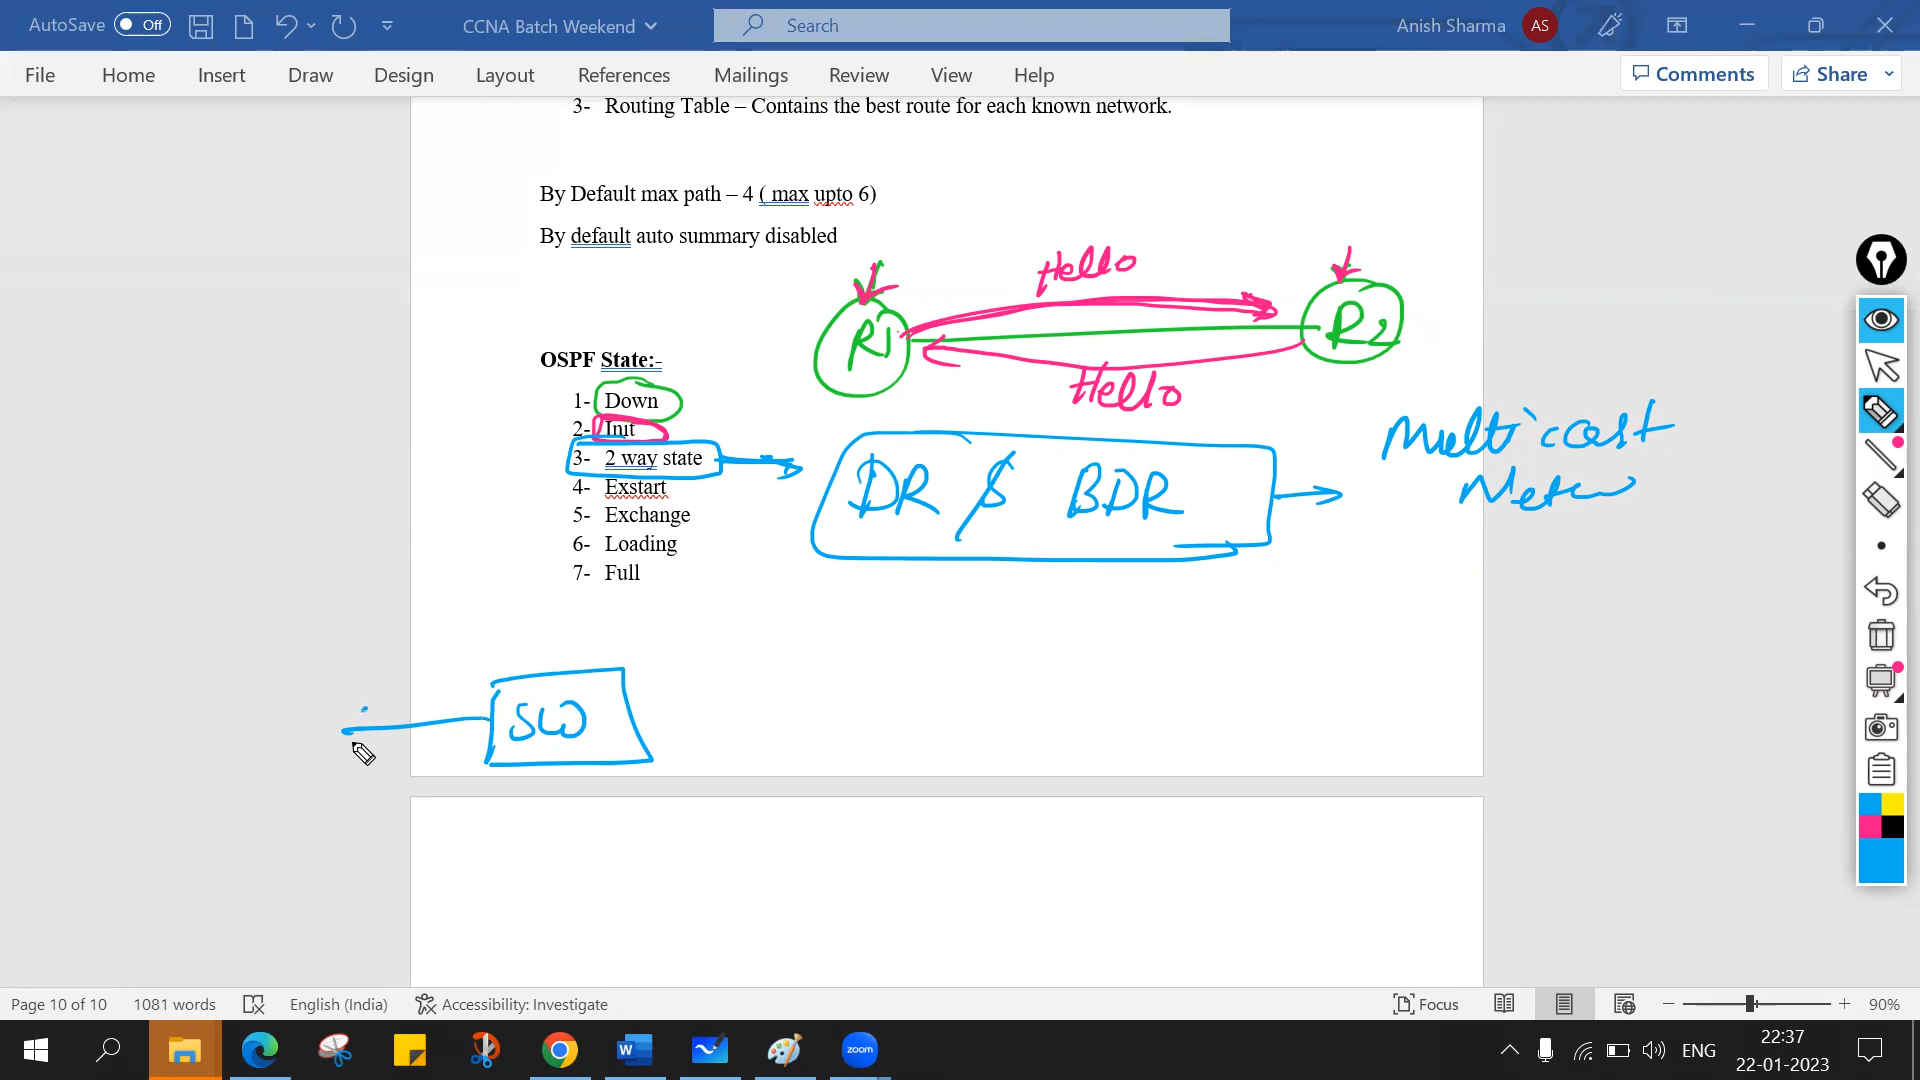 AutoSave Off CCNA Batch Weekend Search Anish Sharma AS
File Home Insert Draw Design Layout References Mailings Review View Help Comments Share
3- Routing Table – Contains the best route for each known network.
By Default max path – 4 ( max upto 6)
By default auto summary disabled
Hello
R1 R2
Hello
OSPF State:-
1- Down
2- Init
3- 2 way state
4- Exstart
5- Exchange
6- Loading
7- Full
DR & BDR
Multicast
SW
Page 10 of 10 1081 words English (India) Accessibility: Investigate Focus 90%
W zoom ENG 22:37
22-01-2023